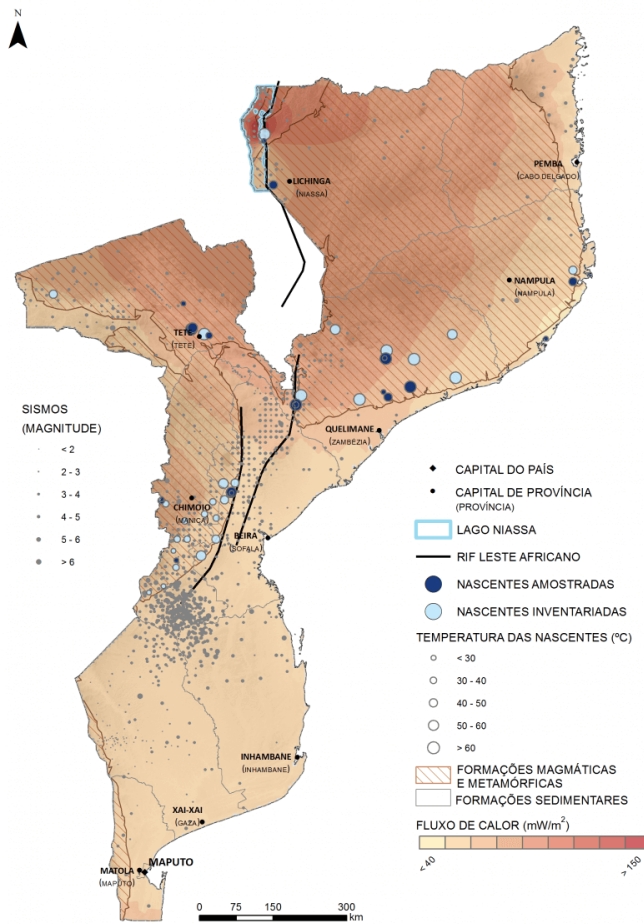 N
LICHINGA
(NIASSA)
PEMBA
(CABO DELGADO)
NAMPULA
(NAMPULA)
TETE
(TETE)
QUELIMANE
(ZAMBÉZIA)
CHIMOIO
(MANICA)
BEIRA
(SOFALA)
INHAMBANE
(INHAMBANE)
XAI-XAI
(GAZA)
MAPUTO
MATOLA
(MAPUTO)
SISMOS
(MAGNITUDE)
< 2
2 - 3
3 - 4
4 - 5
5 - 6
> 6
CAPITAL DO PAÍS
CAPITAL DE PROVÍNCIA
(PROVÍNCIA)
LAGO NIASSA
RIF LESTE AFRICANO
NASCENTES AMOSTRADAS
NASCENTES INVENTARIADAS
TEMPERATURA DAS NASCENTES (ºC)
< 30
30 - 40
40 - 50
50 - 60
> 60
FORMAÇÕES MAGMÁTICAS
E METAMÓRFICAS
FORMAÇÕES SEDIMENTARES
FLUXO DE CALOR (mW/m²)
< 40
> 150
0 75 150 300
km